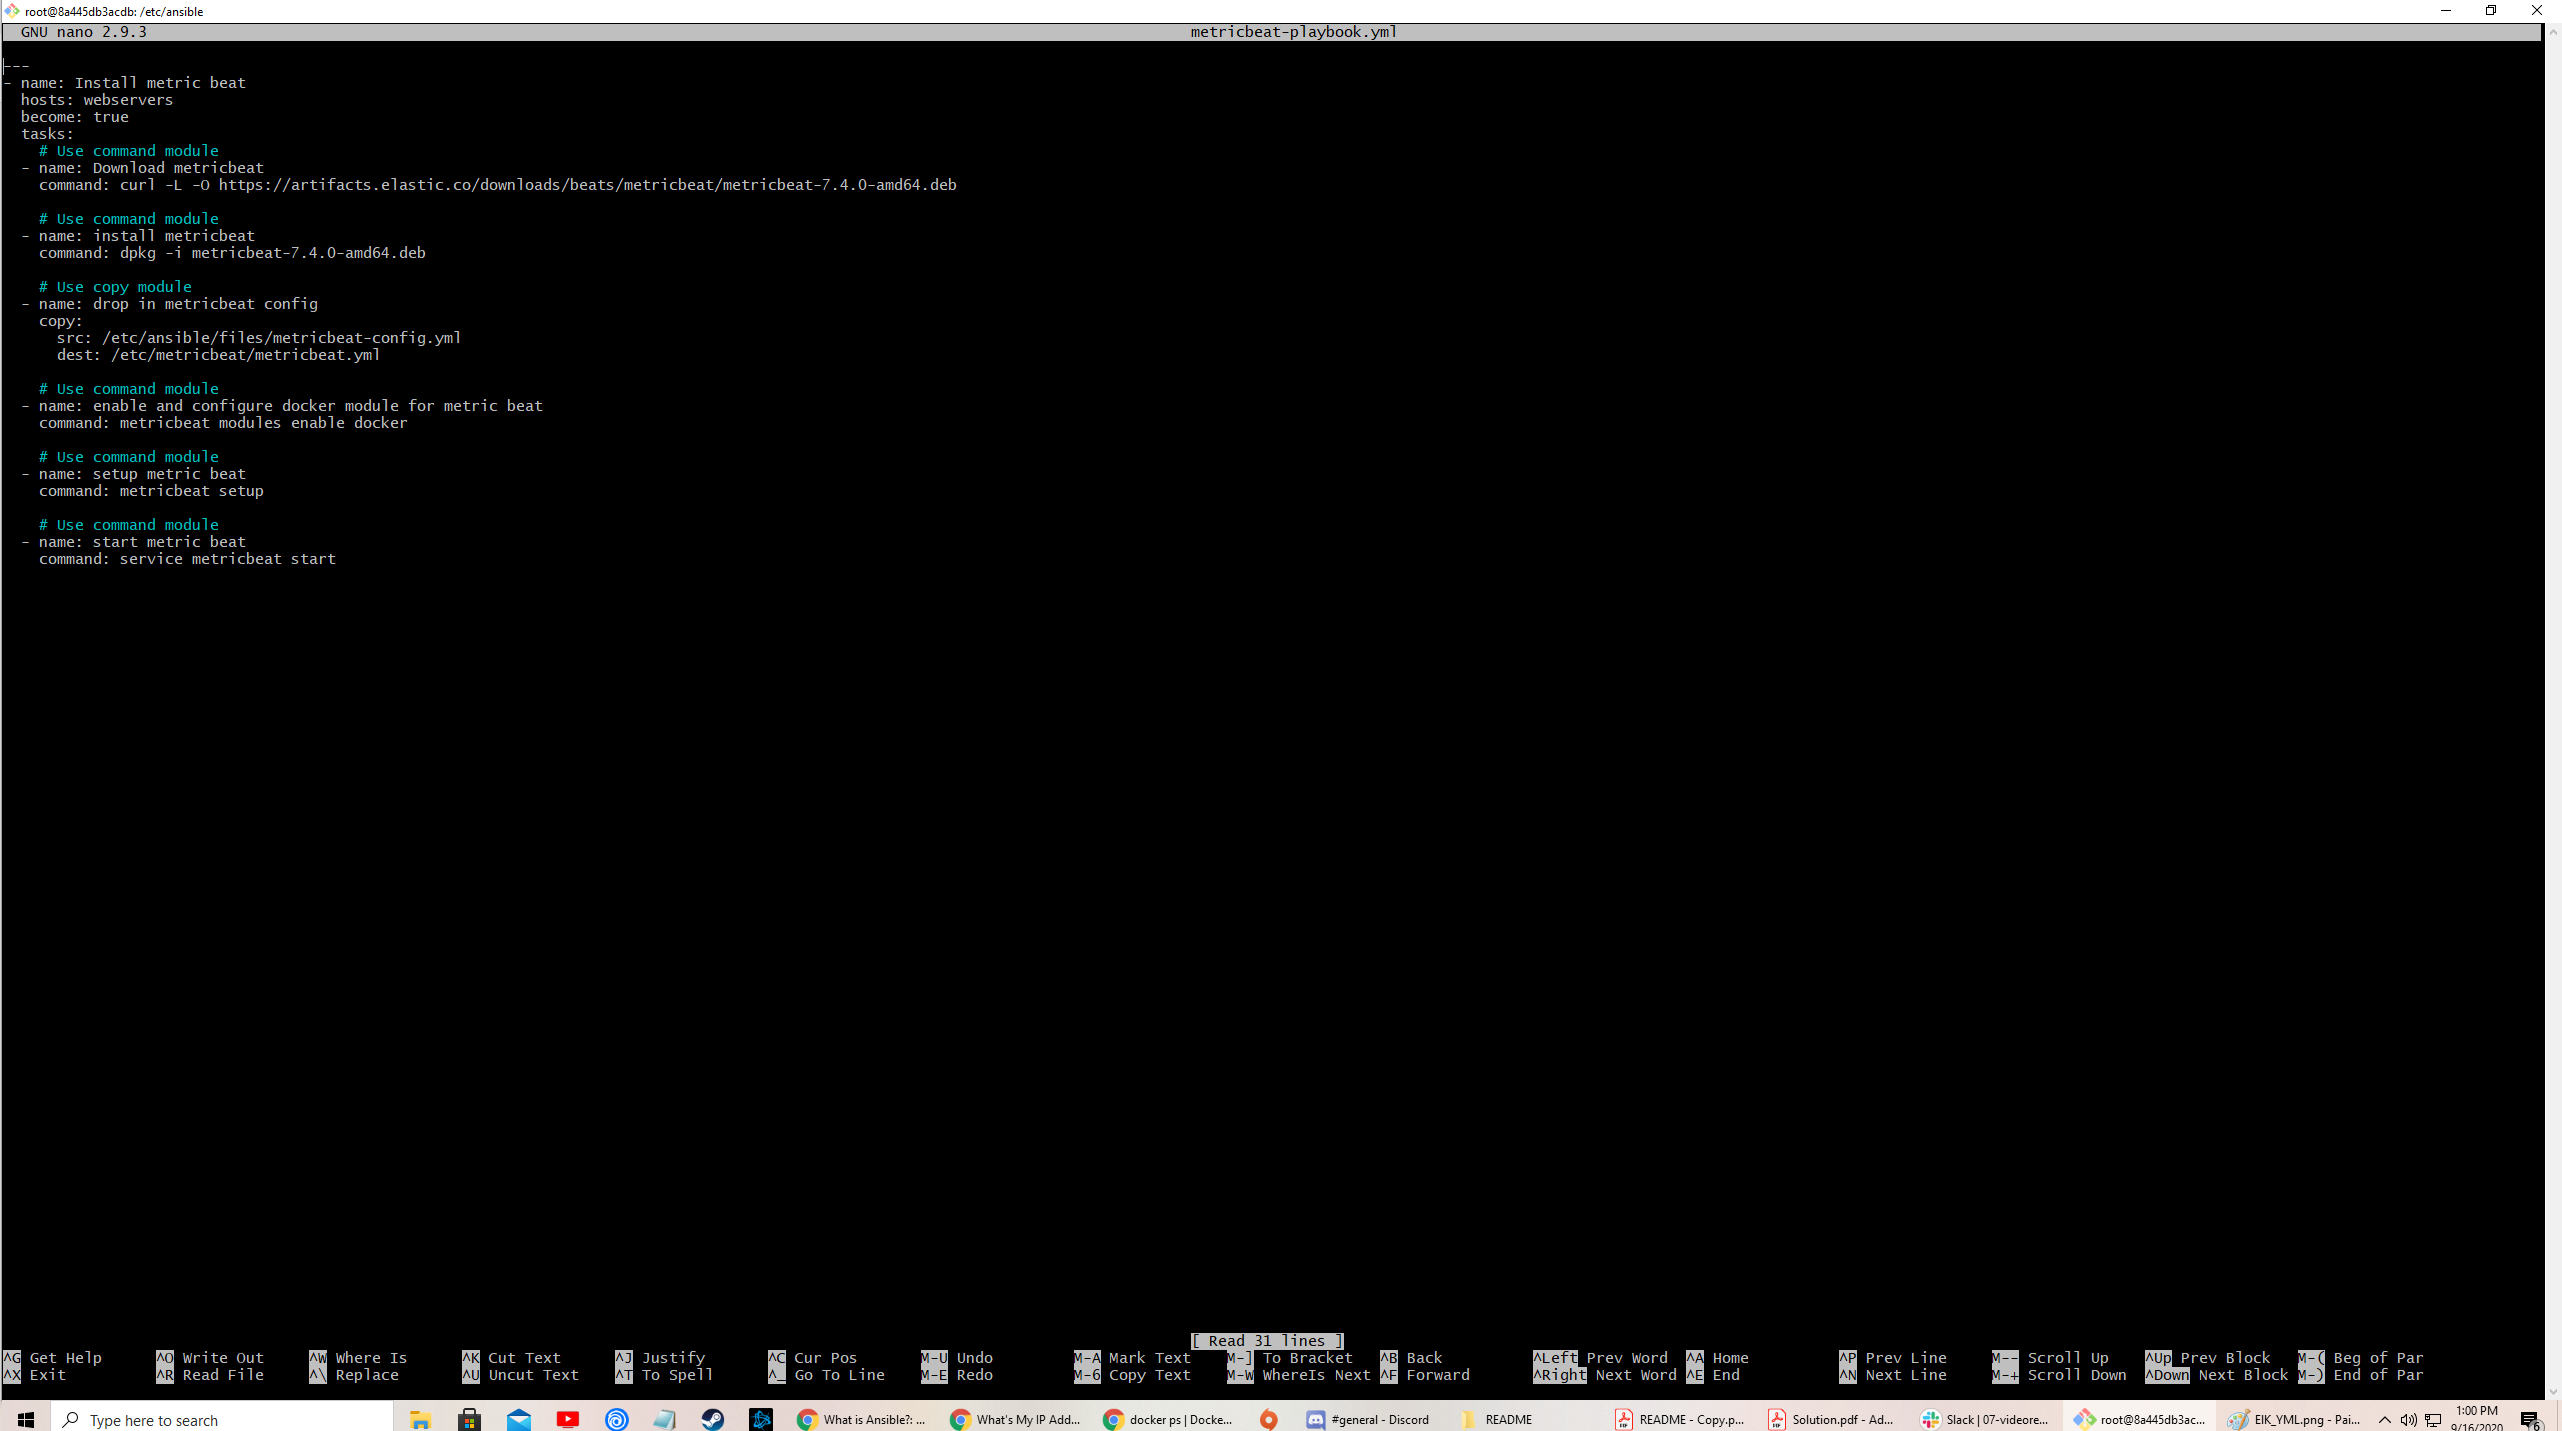 root@8a445db3acdb: /etc/ansible
GNU nano 2.9.3 metricbeat-playbook.yml
---
- name: Install metric beat
  hosts: webservers
  become: true
  tasks:
    # Use command module
  - name: Download metricbeat
    command: curl -L -O https://artifacts.elastic.co/downloads/beats/metricbeat/metricbeat-7.4.0-amd64.deb
    # Use command module
  - name: install metricbeat
    command: dpkg -i metricbeat-7.4.0-amd64.deb
    # Use copy module
  - name: drop in metricbeat config
    copy:
      src: /etc/ansible/files/metricbeat-config.yml
      dest: /etc/metricbeat/metricbeat.yml
    # Use command module
  - name: enable and configure docker module for metric beat
    command: metricbeat modules enable docker
    # Use command module
  - name: setup metric beat
    command: metricbeat setup
    # Use command module
  - name: start metric beat
    command: service metricbeat start
[ Read 31 lines ]
^G Get Help ^O Write Out ^W Where Is ^K Cut Text ^J Justify ^C Cur Pos M-U Undo M-A Mark Text M-] To Bracket ^B Back ^Left Prev Word ^A Home ^P Prev Line M-- Scroll Up ^Up Prev Block M-( Beg of Par
^X Exit ^R Read File ^\ Replace ^U Uncut Text ^T To Spell ^_ Go To Line M-E Redo M-6 Copy Text M-W WhereIs Next ^F Forward ^Right Next Word ^E End ^N Next Line M-+ Scroll Down ^Down Next Block M-) End of Par
Type here to search What is Ansible?: ... What's My IP Add... docker ps | Docke... #general - Discord README README - Copy.p... Solution.pdf - Ad... Slack | 07-videore... root@8a445db3ac... ElK_YML.png - Pai... 1:00 PM
9/16/2020 6